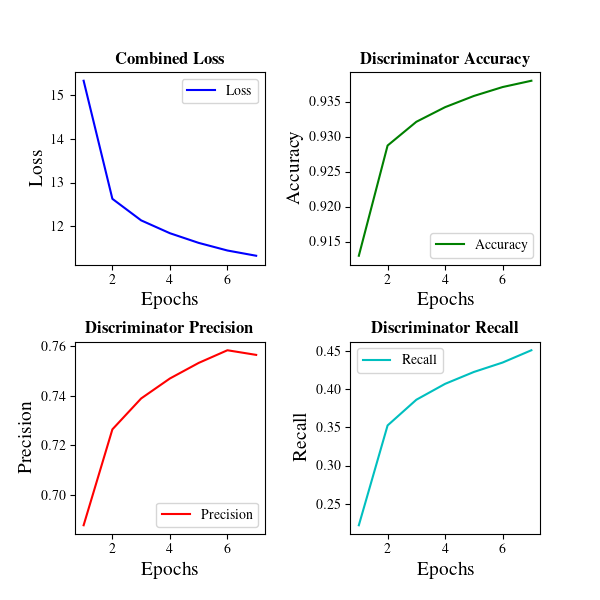 Combined Loss
15
14
13
12
Loss
Loss
2
4
6
Epochs
Discriminator Accuracy
0.935
0.930
0.925
0.920
0.915
Accuracy
Accuracy
2
4
6
Epochs
Discriminator Precision
0.76
0.74
0.72
0.70
Precision
Precision
2
4
6
Epochs
Discriminator Recall
0.45
0.40
0.35
0.30
0.25
Recall
Recall
2
4
6
Epochs